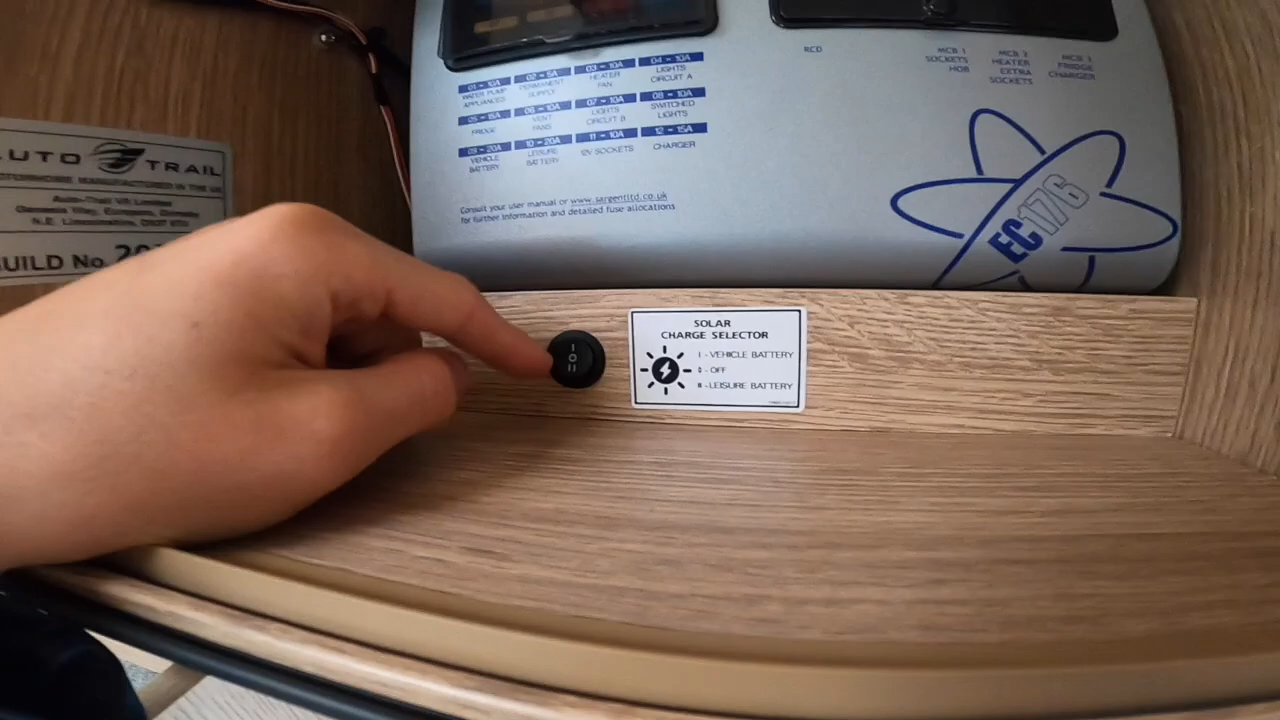 AUTO TRAIL
MOTORHOMES MANUFACTURED IN THE UK
Auto-Trail VR Limited
BUILD No. 20
01 - 10A
WATER PUMP
APPLIANCES
02 - 5A
PERMANENT
SUPPLY
03 - 10A
HEATER
FAN
04 - 10A
LIGHTS
CIRCUIT A
05 - 15A
FRIDGE
06 - 10A
VENT
FANS
07 - 10A
LIGHTS
CIRCUIT B
08 - 10A
SWITCHED
LIGHTS
09 - 20A
VEHICLE
BATTERY
10 - 20A
LEISURE
BATTERY
11 - 10A
12V SOCKETS
12 - 15A
CHARGER
Consult your user manual or www.sargentltd.co.uk
for further information and detailed fuse allocations
RCD
MCB 1
SOCKETS
HOB
MCB 2
HEATER
EXTRA
SOCKETS
MCB 3
FRIDGE
CHARGER
EC176
I
O
II
SOLAR
CHARGE SELECTOR
I - VEHICLE BATTERY
0 - OFF
II - LEISURE BATTERY